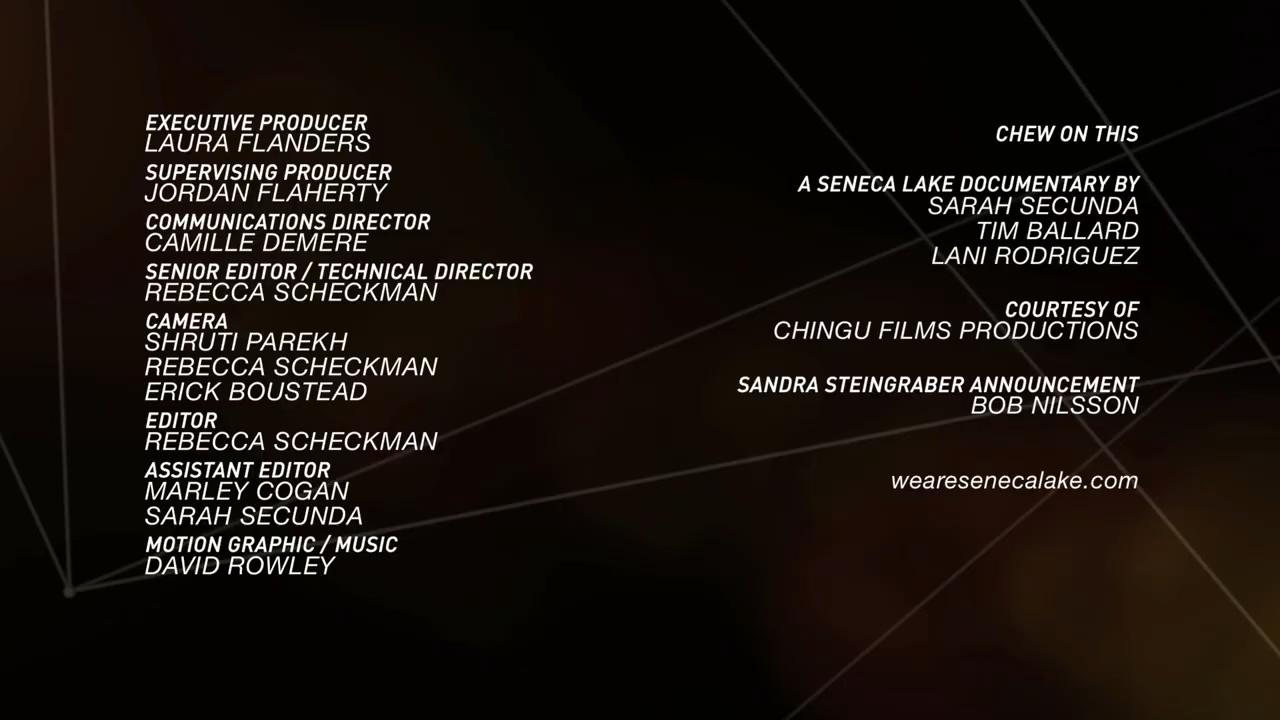 EXECUTIVE PRODUCER
LAURA FLANDERS
SUPERVISING PRODUCER
JORDAN FLAHERTY
COMMUNICATIONS DIRECTOR
CAMILLE DEMERE
SENIOR EDITOR / TECHNICAL DIRECTOR
REBECCA SCHECKMAN
CAMERA
SHRUTI PAREKH
REBECCA SCHECKMAN
ERICK BOUSTEAD
EDITOR
REBECCA SCHECKMAN
ASSISTANT EDITOR
MARLEY COGAN
SARAH SECUNDA
MOTION GRAPHIC / MUSIC
DAVID ROWLEY
CHEW ON THIS
A SENECA LAKE DOCUMENTARY BY
SARAH SECUNDA
TIM BALLARD
LANI RODRIGUEZ
COURTESY OF
CHINGU FILMS PRODUCTIONS
SANDRA STEINGRABER ANNOUNCEMENT
BOB NILSSON
wearesenecalake.com